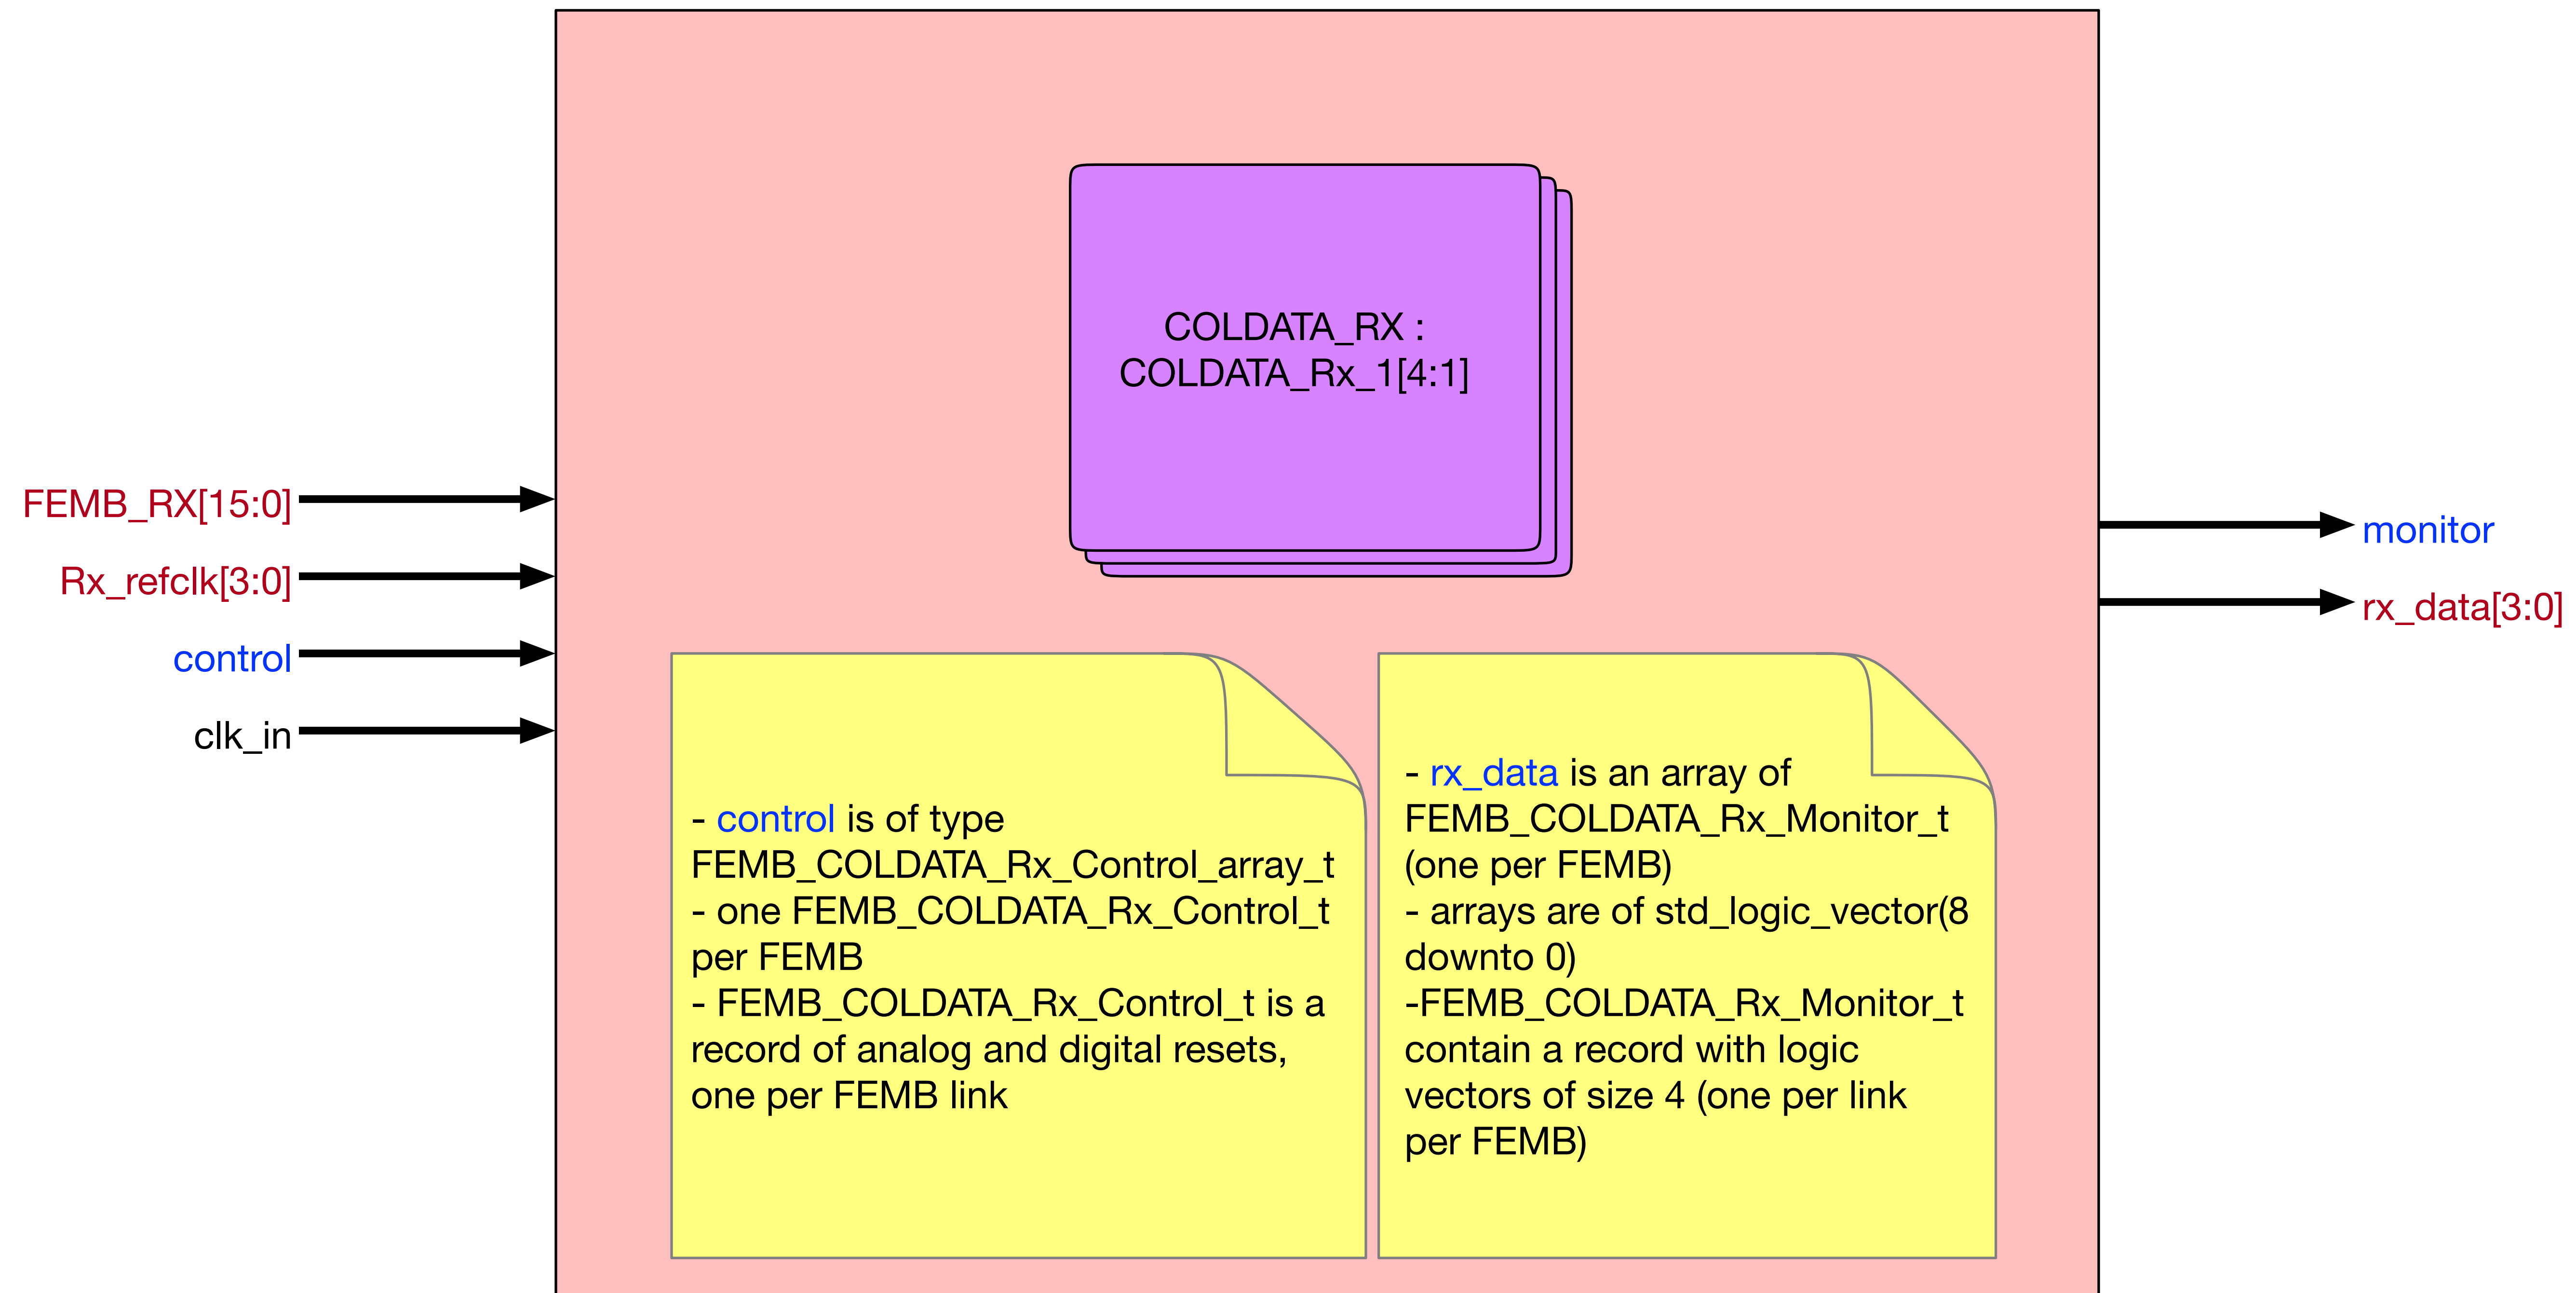 COLDATA_RX :
COLDATA_Rx_1[4:1]
FEMB_RX[15:0]
Rx_refclk[3:0]
control
clk_in
monitor
rx_data[3:0]
- control is of type
FEMB_COLDATA_Rx_Control_array_t
- one FEMB_COLDATA_Rx_Control_t
per FEMB
- FEMB_COLDATA_Rx_Control_t is a
record of analog and digital resets,
one per FEMB link
- rx_data is an array of
FEMB_COLDATA_Rx_Monitor_t
(one per FEMB)
- arrays are of std_logic_vector(8
downto 0)
-FEMB_COLDATA_Rx_Monitor_t
contain a record with logic
vectors of size 4 (one per link
per FEMB)